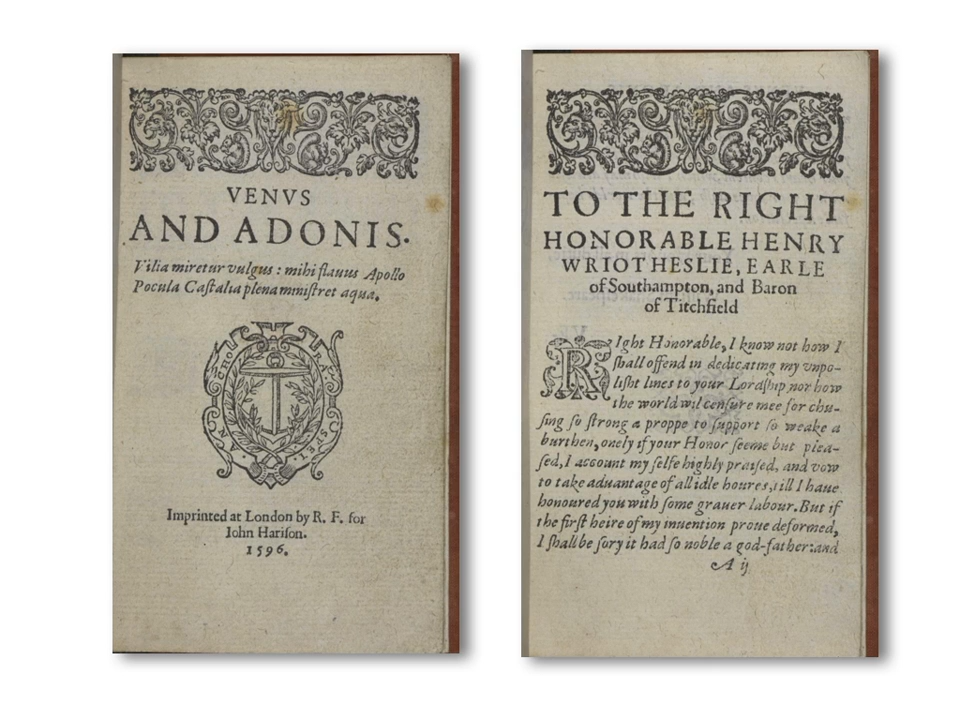 VENVS
AND ADONIS.
Vilia miretur vulgus : mihi flauus Apollo
Pocula Caſtalia plena miniſtret aqua.
ANCHORA SPEI.
Imprinted at London by R. F. for
Iohn Hariſon.
1596.
TO THE RIGHT
HONORABLE HENRY
WRIOTHESLIE, EARLE
of Southampton, and Baron
of Titchfield
RIght Honorable, I know not how I
ſhall offend in dedicating my vnpo-
liſht lines to your Lordſhip, nor how
the world wil cenſure mee for chu-
ſing ſo ſtrong a proppe to ſupport ſo weake a
burthen, onely if your Honor ſeeme but plea-
ſed, I account my ſelfe highly praiſed, and vow
to take aduantage of all idle houres, till I haue
honoured you with ſome grauer labour. But if
the firſt heire of my inuention proue deformed,
I ſhall be ſory it had ſo noble a god-father: and
A ij